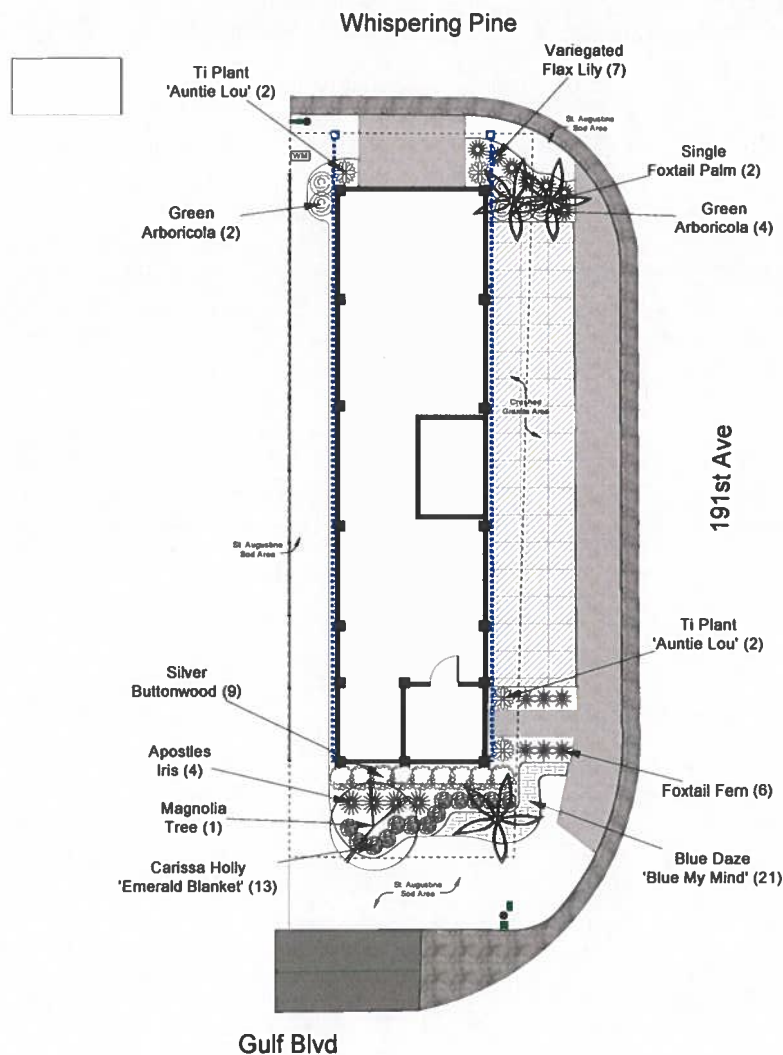 Whispering Pine
Variegated
Flax Lily (7)
Ti Plant
'Auntie Lou' (2)
St. Augustine
Sod Area
WM
Single
Foxtail Palm (2)
Green
Arboricola (2)
Green
Arboricola (4)
Crushed
Granite Area
191st Ave
St. Augustine
Sod Area
Ti Plant
'Auntie Lou' (2)
Silver
Buttonwood (9)
Apostles
Iris (4)
Foxtail Fern (6)
Magnolia
Tree (1)
Carissa Holly
'Emerald Blanket' (13)
Blue Daze
'Blue My Mind' (21)
St. Augustine
Sod Area
Gulf Blvd